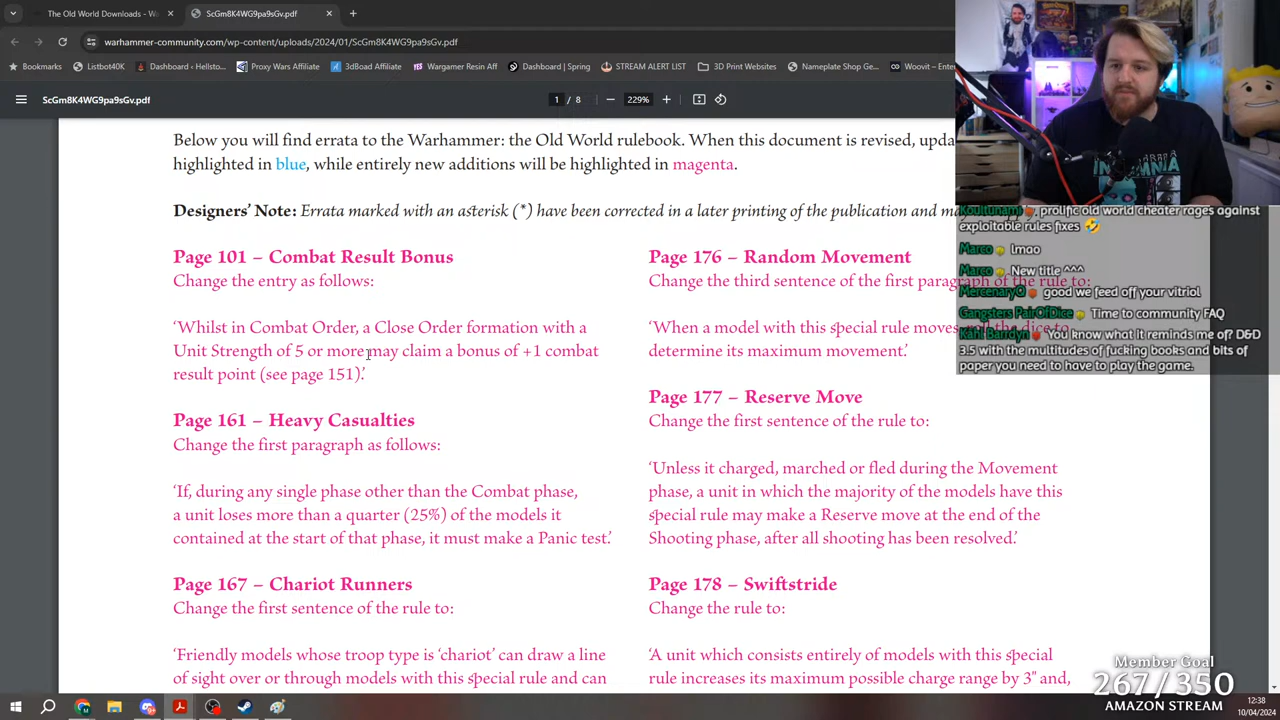 The Old World Downloads - Wa
ScGm8K4WG9pa9sGv.pdf
warhammer-community.com/wp-content/uploads/2024/01/ScGm8K4WG9pa9sGv.pdf
Bookmarks
Listbot40K
Dashboard ‹ Hellsto...
Proxy Wars Affiliate
3dBoad Affiliate
Wargamer Resin Aff
Dashboard | Spring
STREAM ALERT LIST
3D Print Websites
Nameplate Shop Ge...
Woovit – Ente
ScGm8K4WG9pa9sGv.pdf
1 / 8
229%
Below you will find errata to the Warhammer: the Old World rulebook. When this document is revised, upda
highlighted in blue, while entirely new additions will be highlighted in magenta.
Designers' Note: Errata marked with an asterisk (*) have been corrected in a later printing of the publication and
Page 101 – Combat Result Bonus
Change the entry as follows:
'Whilst in Combat Order, a Close Order formation with a
Unit Strength of 5 or more may claim a bonus of +1 combat
result point (see page 151).'
Page 161 – Heavy Casualties
Change the first paragraph as follows:
'If, during any single phase other than the Combat phase,
a unit loses more than a quarter (25%) of the models it
contained at the start of that phase, it must make a Panic test.'
Page 167 – Chariot Runners
Change the first sentence of the rule to:
'Friendly models whose troop type is 'chariot' can draw a line
of sight over or through models with this special rule and can
Page 176 – Random Movement
Change the third sentence of the first paragraph of the rule to:
'When a model with this special rule moves, roll the dice to
determine its maximum movement.'
Page 177 – Reserve Move
Change the first sentence of the rule to:
'Unless it charged, marched or fled during the Movement
phase, a unit in which the majority of the models have this
special rule may make a Reserve move at the end of the
Shooting phase, after all shooting has been resolved.'
Page 178 – Swiftstride
Change the rule to:
'A unit which consists entirely of models with this special
rule increases its maximum possible charge range by 3" and,
INSOMNIA
Koultunami prolific old world cheater rages against
exploitable rules fixes
Marco lmao
Marco New title ^^^
MercenaryQ good we feed off your vitriol
Gangsters PairOfDice Time to community FAQ
Kahl Barrdyn You know what it reminds me of? D&D
3.5 with the multitudes of fucking books and bits of
paper you need to have to play the game.
Member Goal
267/350
AMAZON STREAM
12:38
10/04/2024